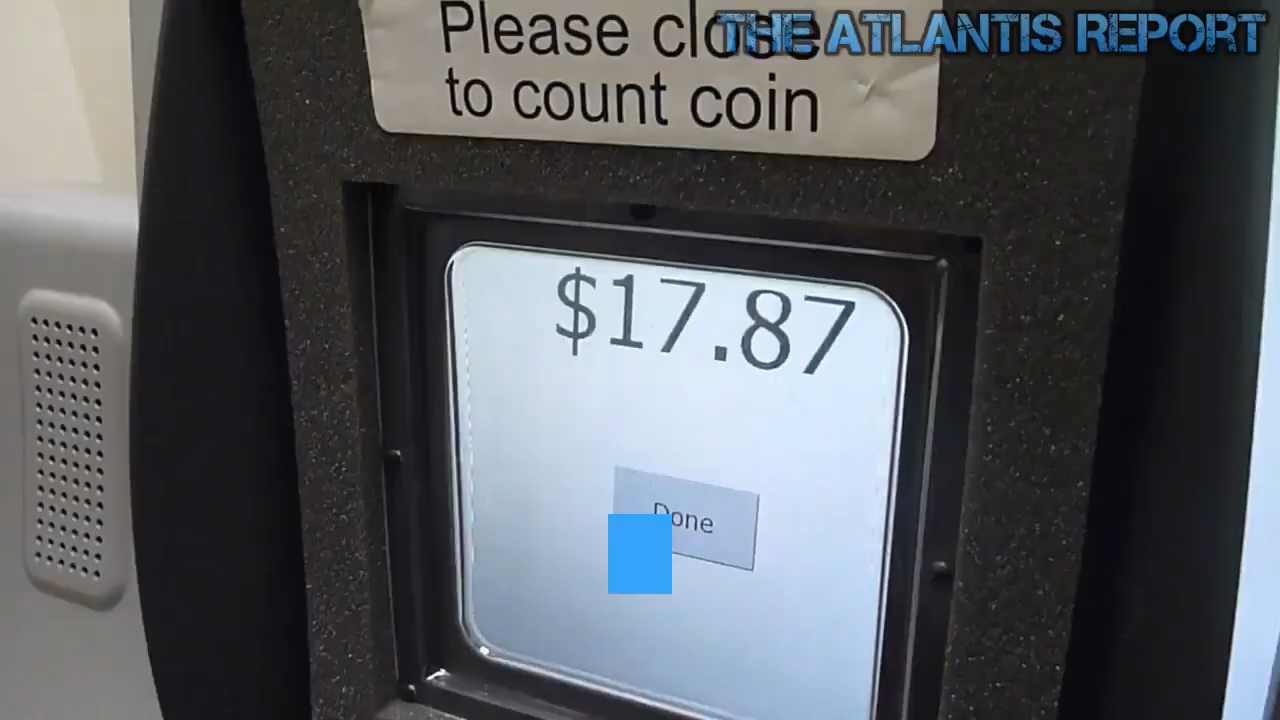 Please close
THE ATLANTIS REPORT
to count coin
$17.87
Done